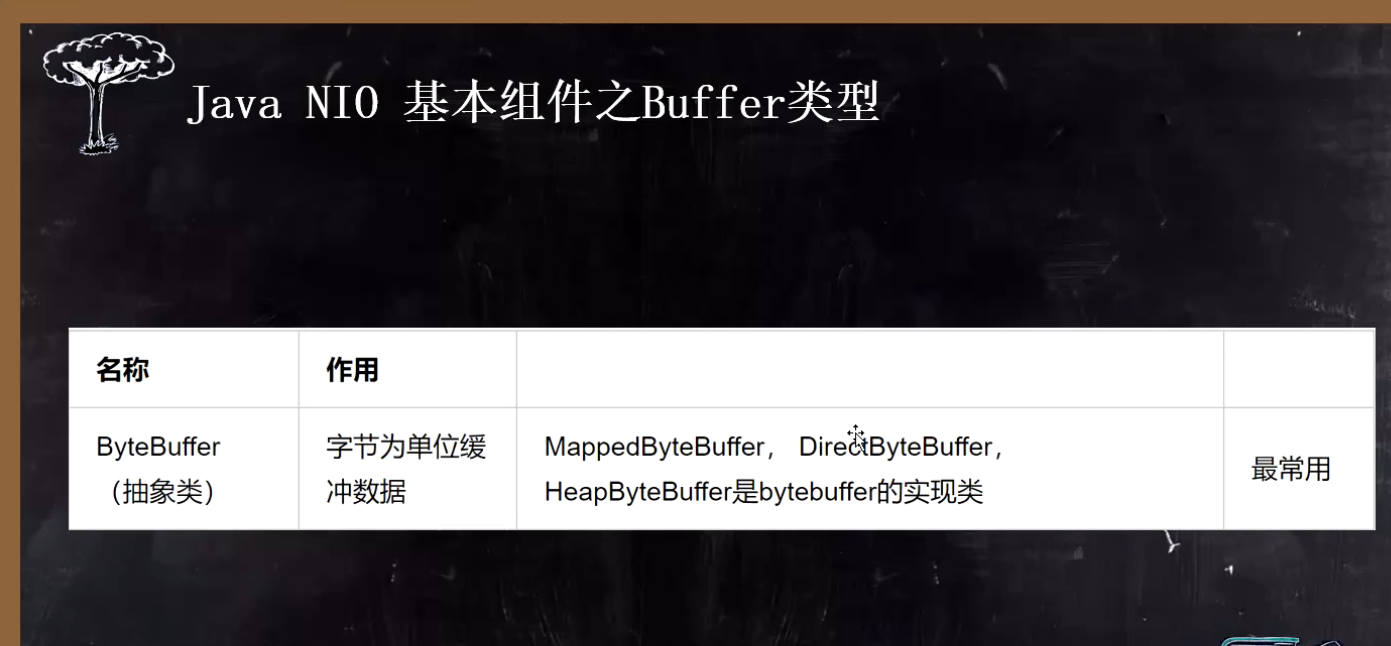 Java NIO 基本组件之Buffer类型
名称
作用
ByteBuffer
（抽象类）
字节为单位缓
冲数据
MappedByteBuffer， DirectByteBuffer，
HeapByteBuffer是bytebuffer的实现类
最常用